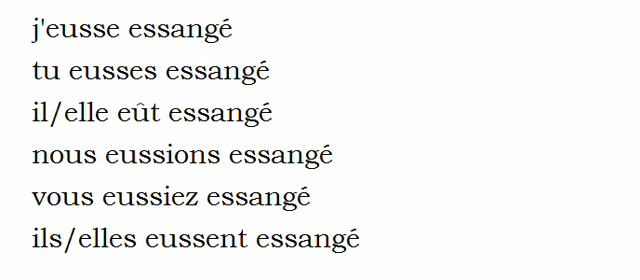 j'eusse essangé
tu eusses essangé
il/elle eût essangé
nous eussions essangé
vous eussiez essangé
ils/elles eussent essangé